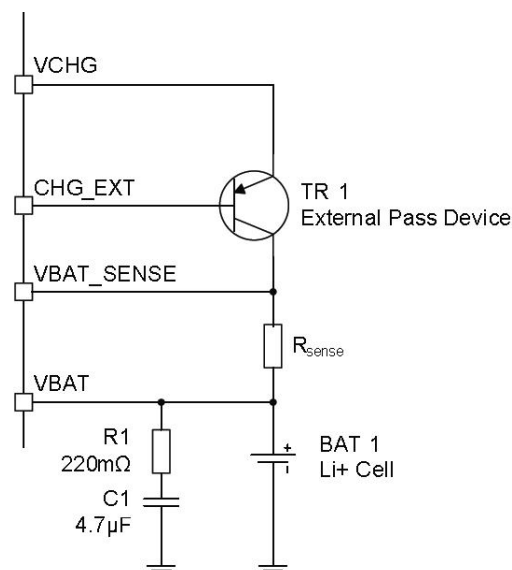 VCHG
CHG_EXT
TR 1
External Pass Device
VBAT_SENSE
Rsense
VBAT
R1
220mΩ
C1
4.7µF
BAT 1
Li+ Cell
+